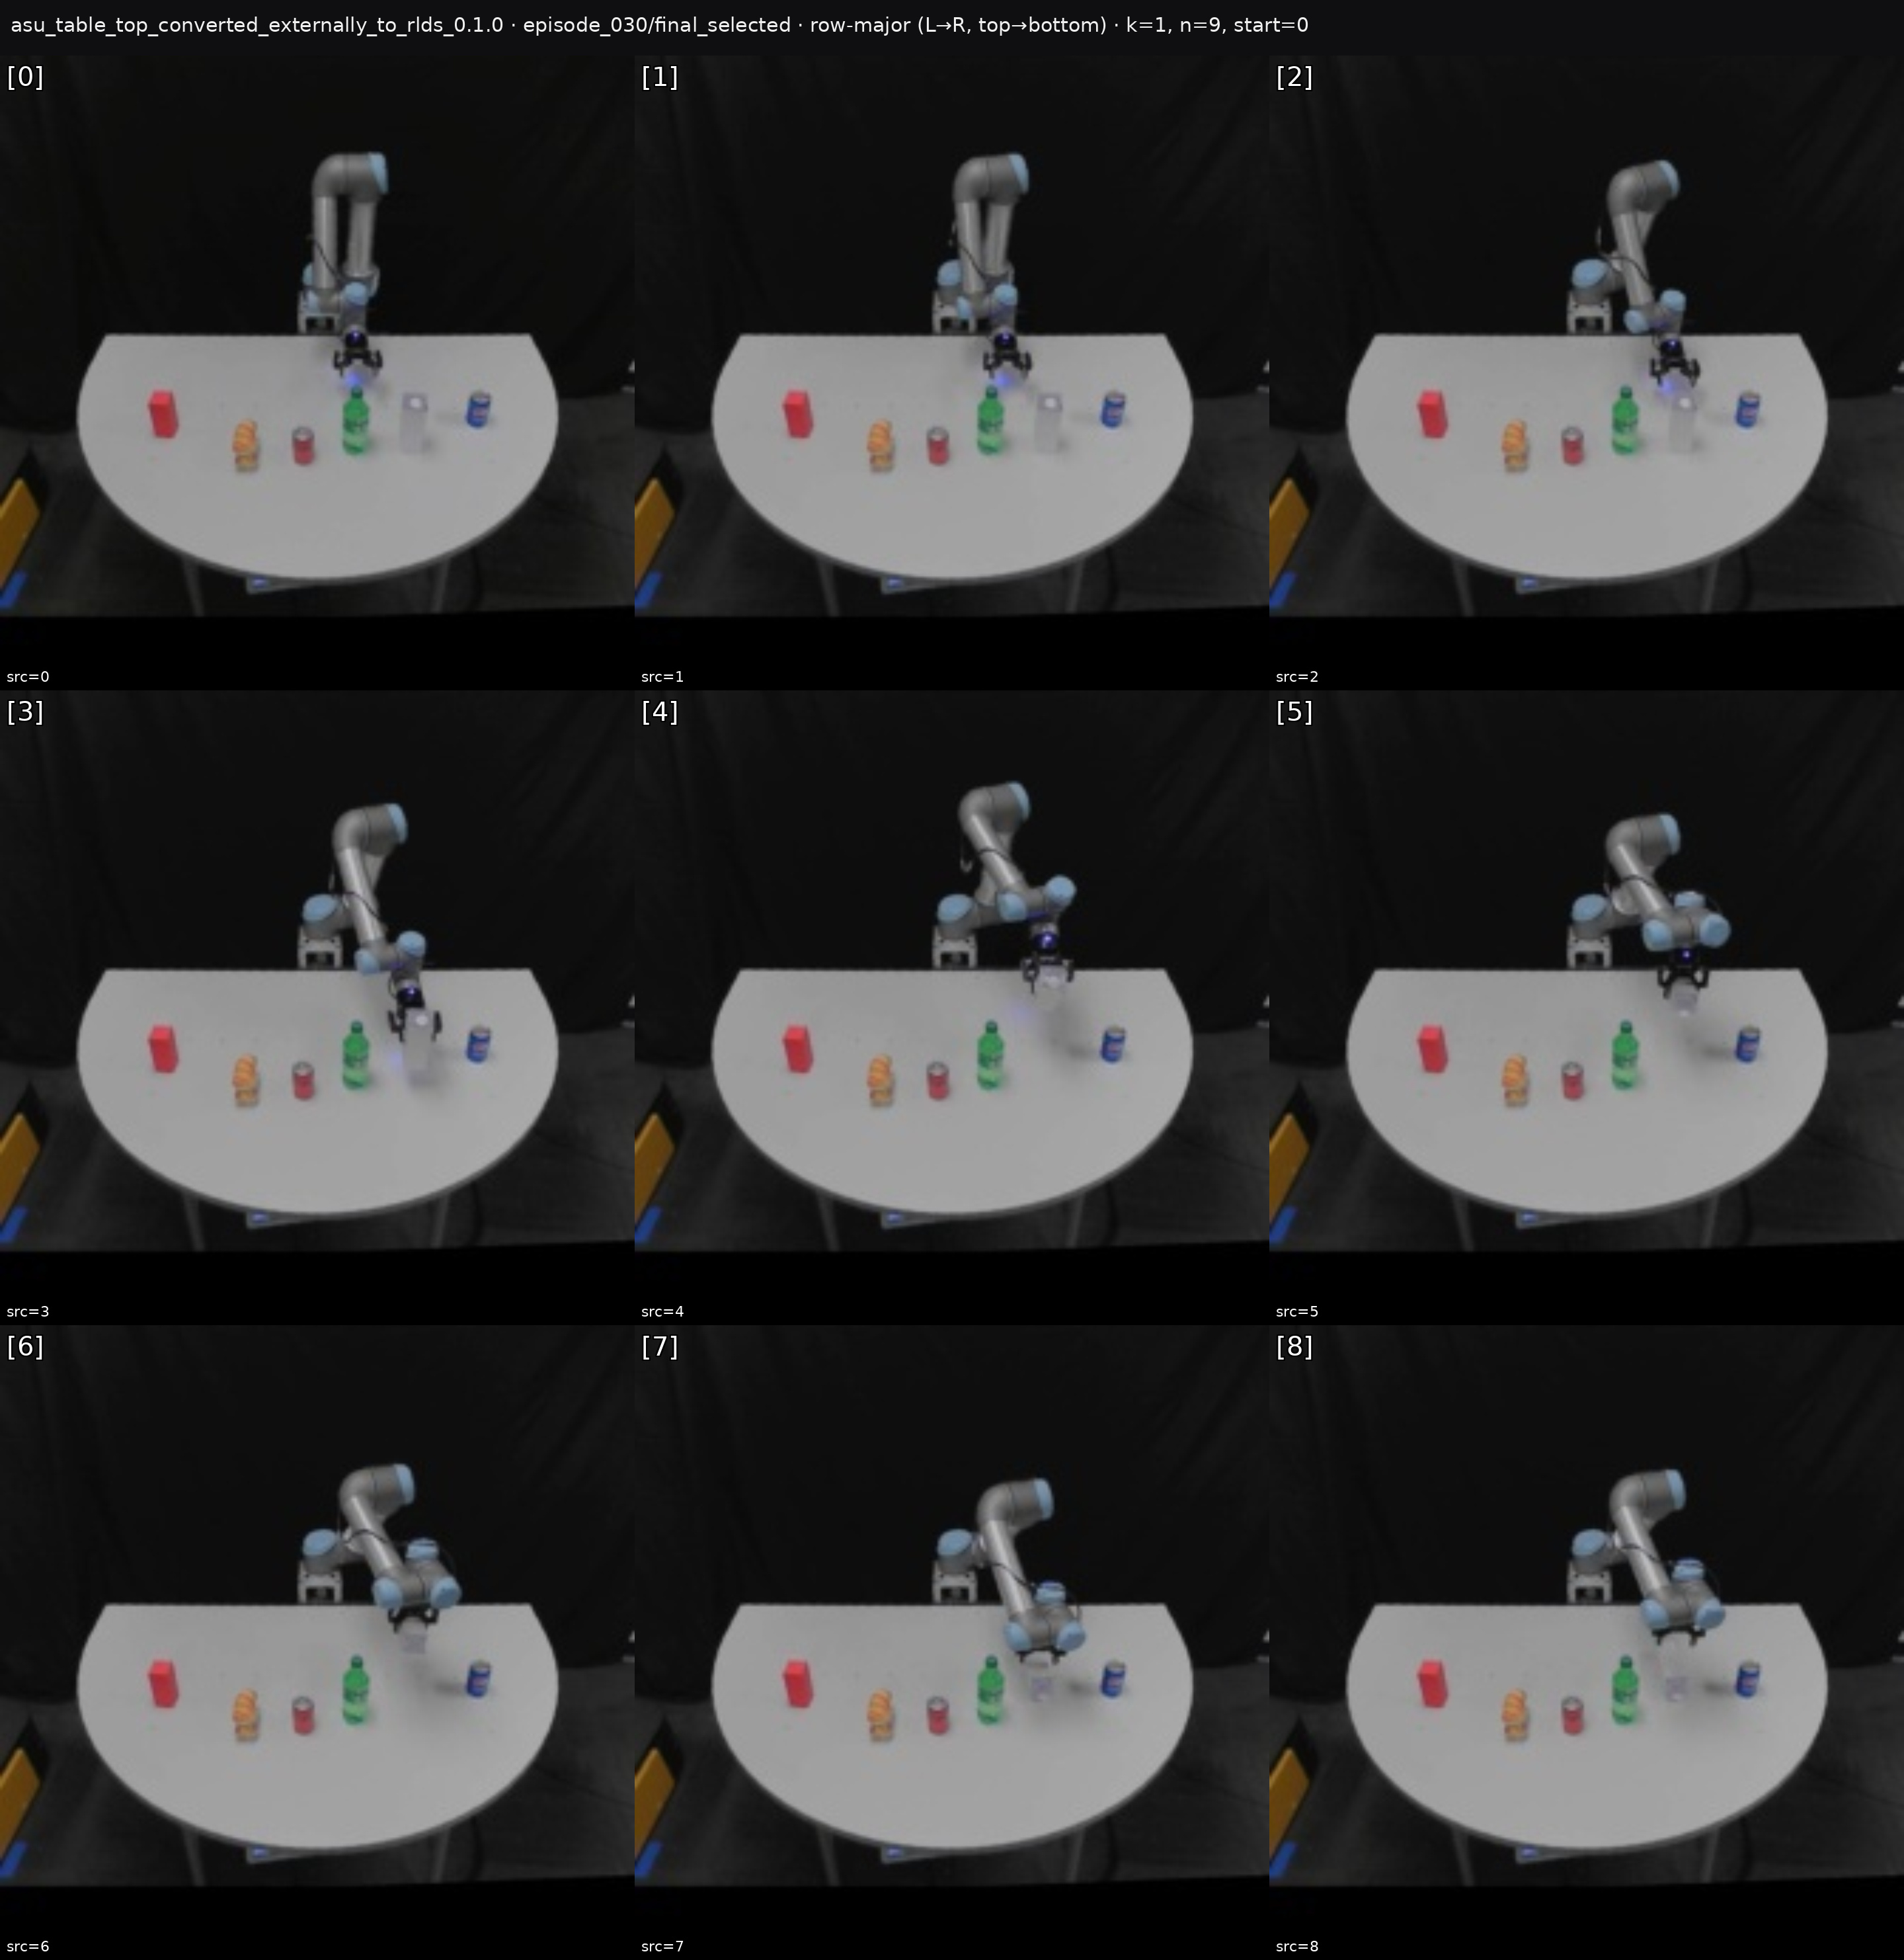 asu_table_top_converted_externally_to_rlds_0.1.0 · episode_030/final_selected · row-major (L→R, top→bottom) · k=1, n=9, start=0
[0]
[1]
[2]
src=0
src=1
src=2
[3]
[4]
[5]
src=3
src=4
src=5
[6]
[7]
[8]
src=6
src=7
src=8